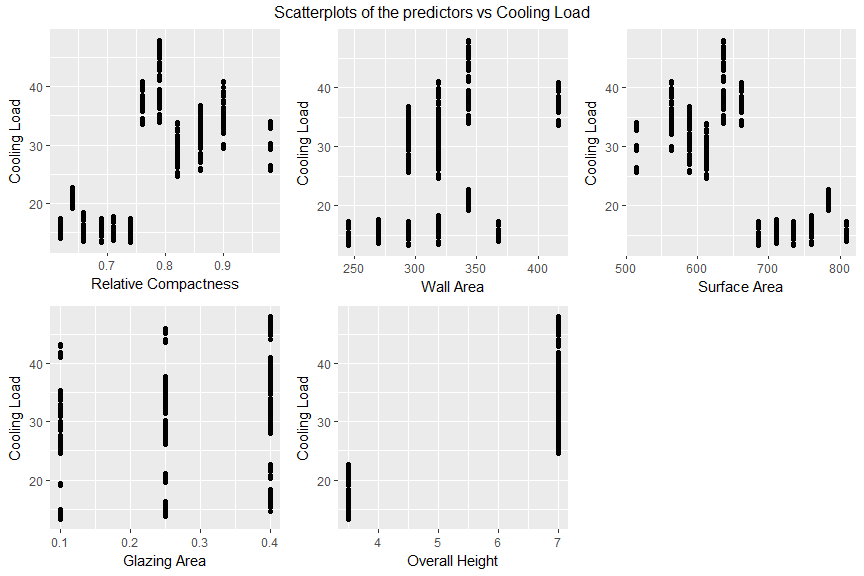 Scatterplots of the predictors vs Cooling Load
Cooling Load
40
30
20
0.7 0.8 0.9
Relative Compactness
Cooling Load
40
30
20
250 300 350 400
Wall Area
Cooling Load
40
30
20
500 600 700 800
Surface Area
Cooling Load
40
30
20
0.1 0.2 0.3 0.4
Glazing Area
Cooling Load
40
30
20
4 5 6 7
Overall Height